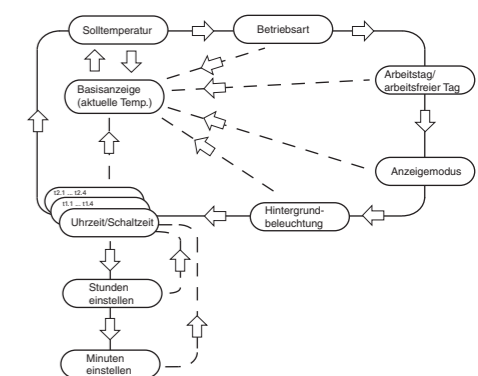 Solltemperatur
Betriebsart
Basisanzeige
(aktuelle Temp.)
Arbeitstag/
arbeitsfreier Tag
Anzeigemodus
t2.1 ... t2.4
t1.1 ... t1.4
Uhrzeit/Schaltzeit
Hintergrund-
beleuchtung
Stunden
einstellen
Minuten
einstellen